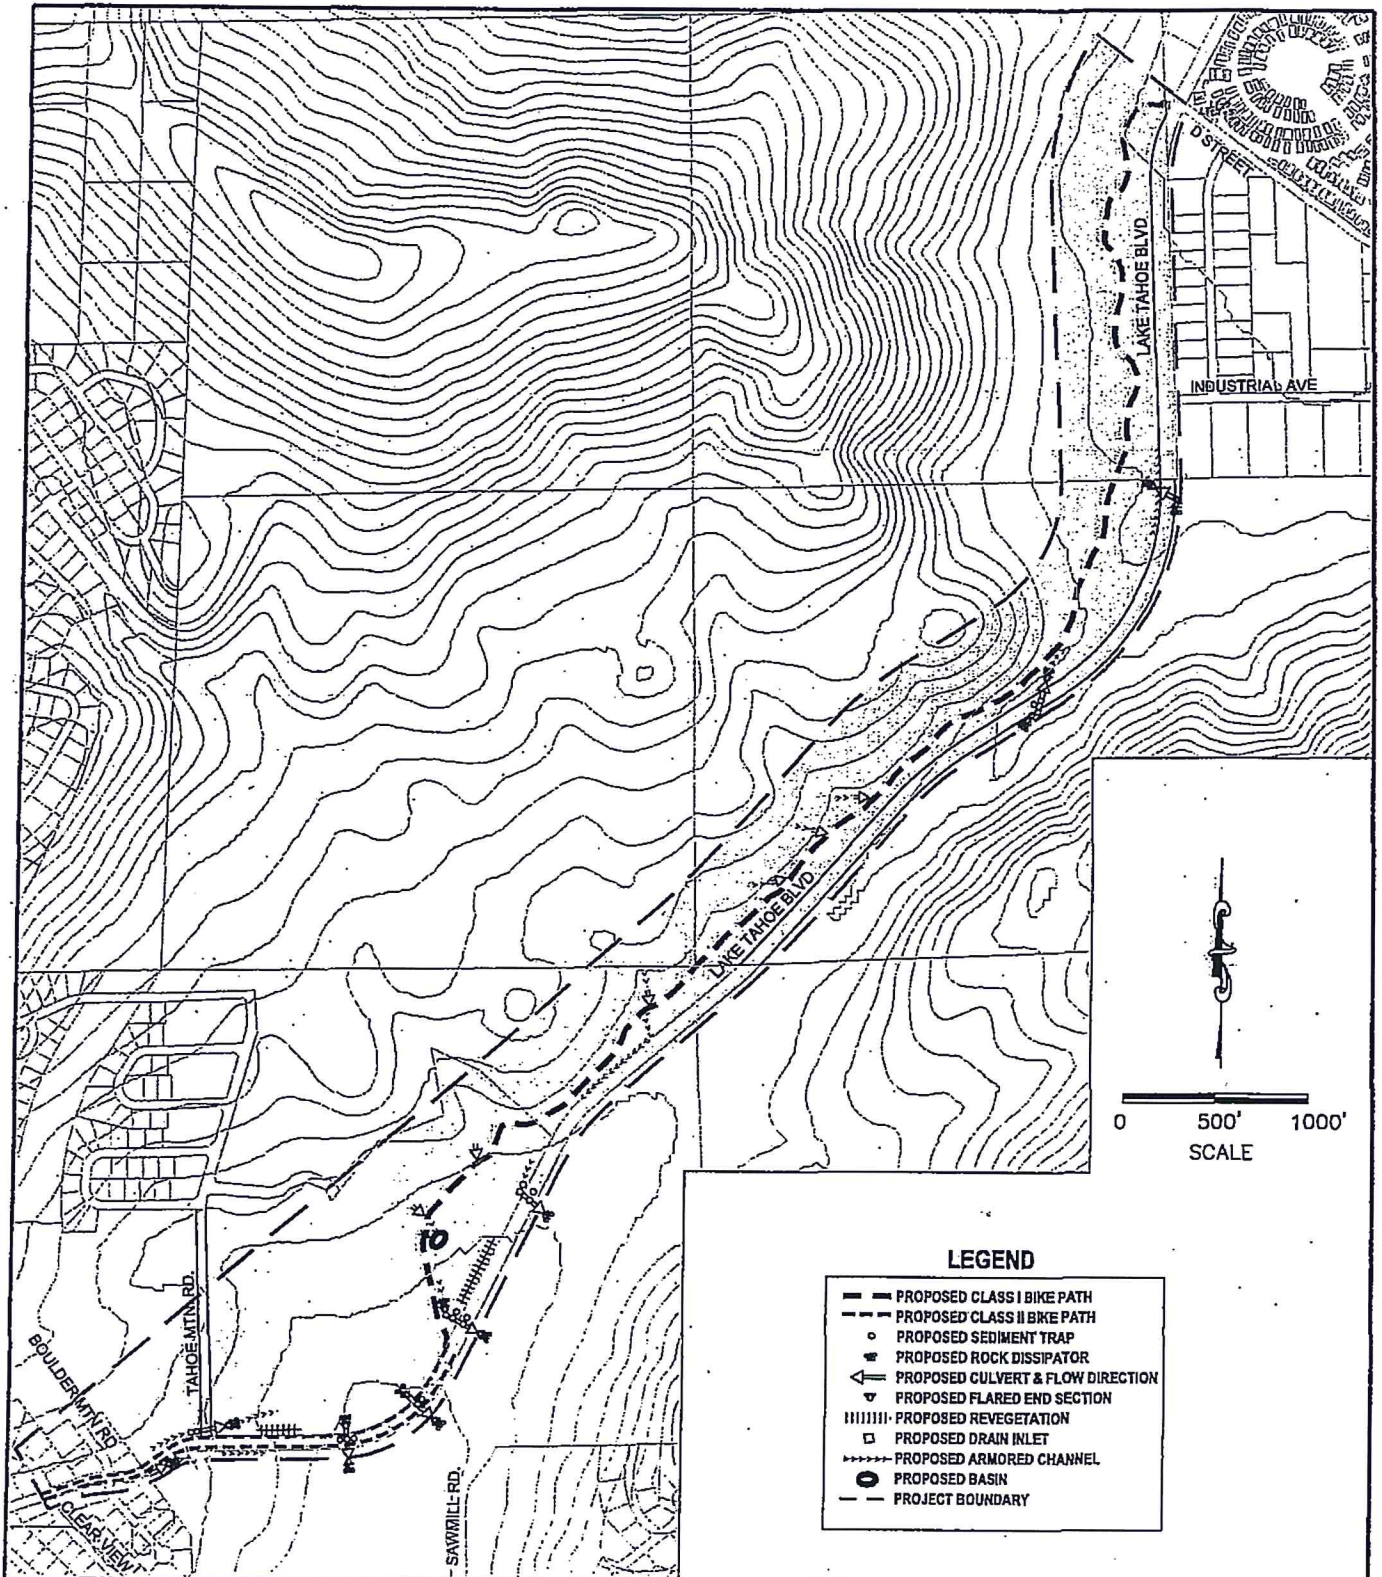 D STREET
LAKE TAHOE BLVD
INDUSTRIAL AVE
LAKE TAHOE BLVD
0 500' 1000'
SCALE
TAHOE MTN. RD.
BOULDER MTN RD
CLEAR VIEW
SAWMILL RD.
LEGEND
PROPOSED CLASS I BIKE PATH
PROPOSED CLASS II BIKE PATH
PROPOSED SEDIMENT TRAP
PROPOSED ROCK DISSIPATOR
PROPOSED CULVERT & FLOW DIRECTION
PROPOSED FLARED END SECTION
PROPOSED REVEGETATION
PROPOSED DRAIN INLET
PROPOSED ARMORED CHANNEL
PROPOSED BASIN
PROJECT BOUNDARY